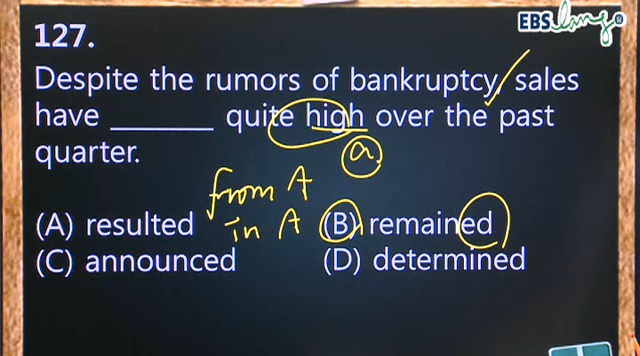 EBS lang
127.
Despite the rumors of bankruptcy, sales
have ________ quite high over the past
quarter.
a.
from A
in A
(A) resulted (B) remained
(C) announced (D) determined